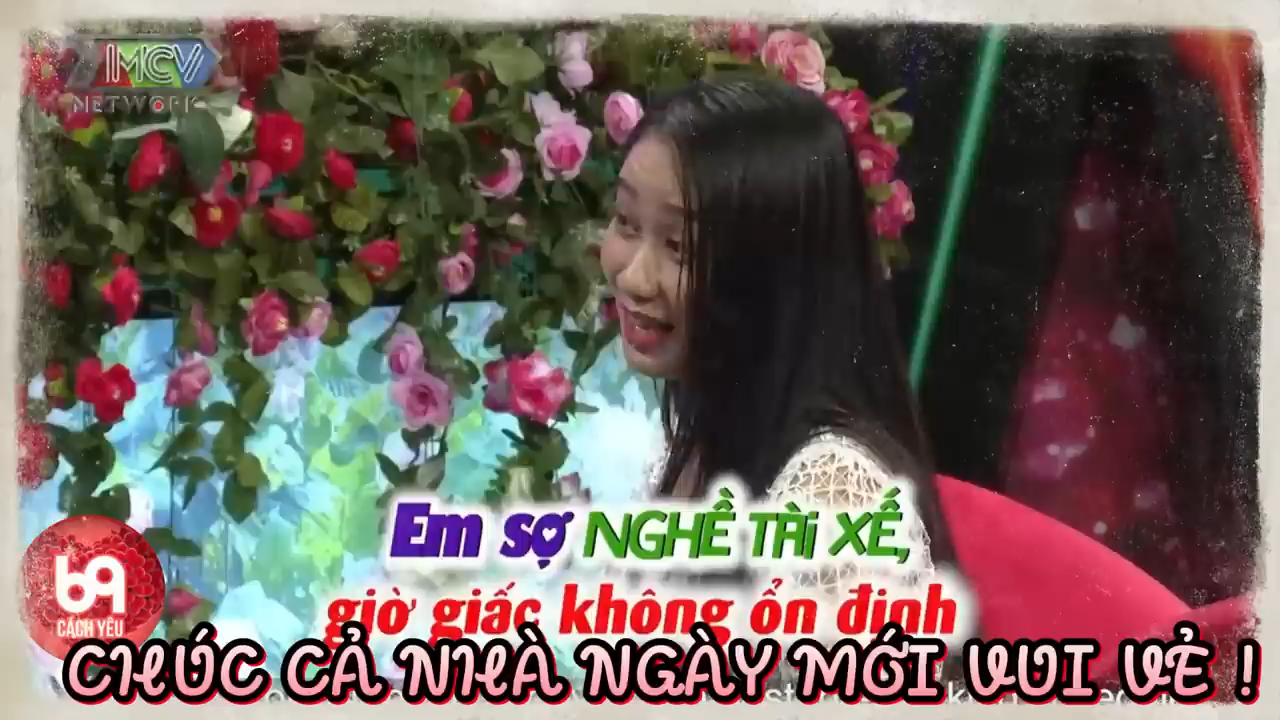 MCV
NETWORK
Em sợ NGHỀ TÀi XẾ,
giờ giấc không ổn định
69
CÁCH YÊU
CHÚC CẢ NHÀ NGÀY MỚI VUI VẺ !